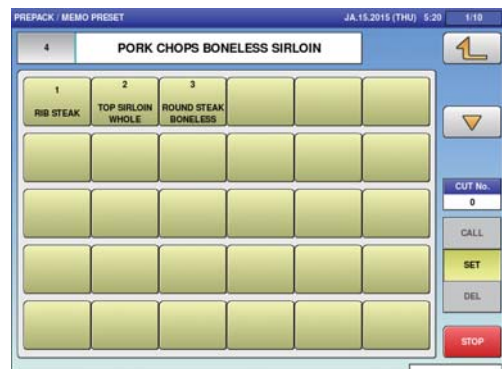 PREPACK / MEMO PRESET JA.15.2015 (THU) 5:20 1/10
4 PORK CHOPS BONELESS SIRLOIN
1 2 3
RIB STEAK TOP SIRLOIN ROUND STEAK
WHOLE BONELESS
CUT No.
0
CALL
SET
DEL
STOP